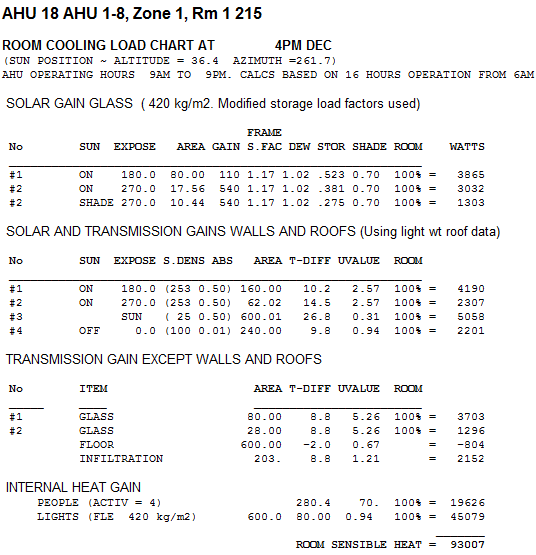 AHU 18 AHU 1-8, Zone 1, Rm 1 215
ROOM COOLING LOAD CHART AT 4PM DEC
(SUN POSITION ~ ALTITUDE = 36.4 AZIMUTH =261.7)
AHU OPERATING HOURS 9AM TO 9PM. CALCS BASED ON 16 HOURS OPERATION FROM 6AM
SOLAR GAIN GLASS ( 420 kg/m2. Modified storage load factors used)
FRAME
No SUN EXPOSE AREA GAIN S.FAC DEW STOR SHADE ROOM WATTS
#1 ON 180.0 80.00 110 1.17 1.02 .523 0.70 100% = 3865
#2 ON 270.0 17.56 540 1.17 1.02 .381 0.70 100% = 3032
#2 SHADE 270.0 10.44 540 1.17 1.02 .275 0.70 100% = 1303
SOLAR AND TRANSMISSION GAINS WALLS AND ROOFS (Using light wt roof data)
No SUN EXPOSE S.DENS ABS AREA T-DIFF UVALUE ROOM
#1 ON 180.0 (253 0.50) 160.00 10.2 2.57 100% = 4190
#2 ON 270.0 (253 0.50) 62.02 14.5 2.57 100% = 2307
#3 SUN ( 25 0.50) 600.01 26.8 0.31 100% = 5058
#4 OFF 0.0 (100 0.01) 240.00 9.8 0.94 100% = 2201
TRANSMISSION GAIN EXCEPT WALLS AND ROOFS
No ITEM AREA T-DIFF UVALUE ROOM
#1 GLASS 80.00 8.8 5.26 100% = 3703
#2 GLASS 28.00 8.8 5.26 100% = 1296
FLOOR 600.00 -2.0 0.67 = -804
INFILTRATION 203. 8.8 1.21 = 2152
INTERNAL HEAT GAIN
PEOPLE (ACTIV = 4) 280.4 70. 100% = 19626
LIGHTS (FLE 420 kg/m2) 600.0 80.00 0.94 100% = 45079
ROOM SENSIBLE HEAT = 93007